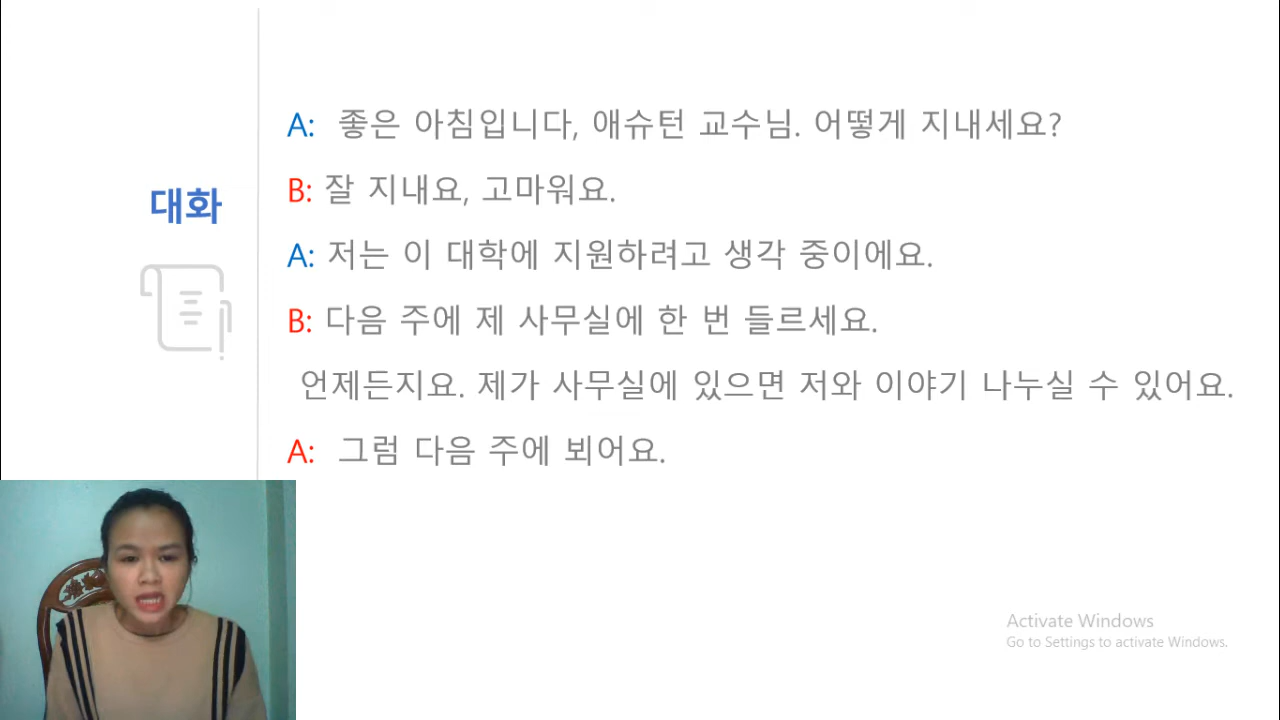 대화
A: 좋은 아침입니다, 애슈턴 교수님. 어떻게 지내세요?
B: 잘 지내요, 고마워요.
A: 저는 이 대학에 지원하려고 생각 중이에요.
B: 다음 주에 제 사무실에 한 번 들르세요.
언제든지요. 제가 사무실에 있으면 저와 이야기 나누실 수 있어요.
A: 그럼 다음 주에 뵈어요.
Activate Windows
Go to Settings to activate Windows.